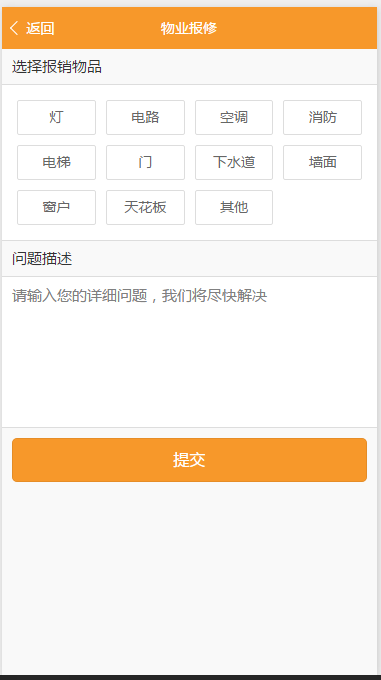 返回 物业报修
选择报销物品
灯 电路 空调 消防
电梯 门 下水道 墙面
窗户 天花板 其他
问题描述
请输入您的详细问题，我们将尽快解决
提交